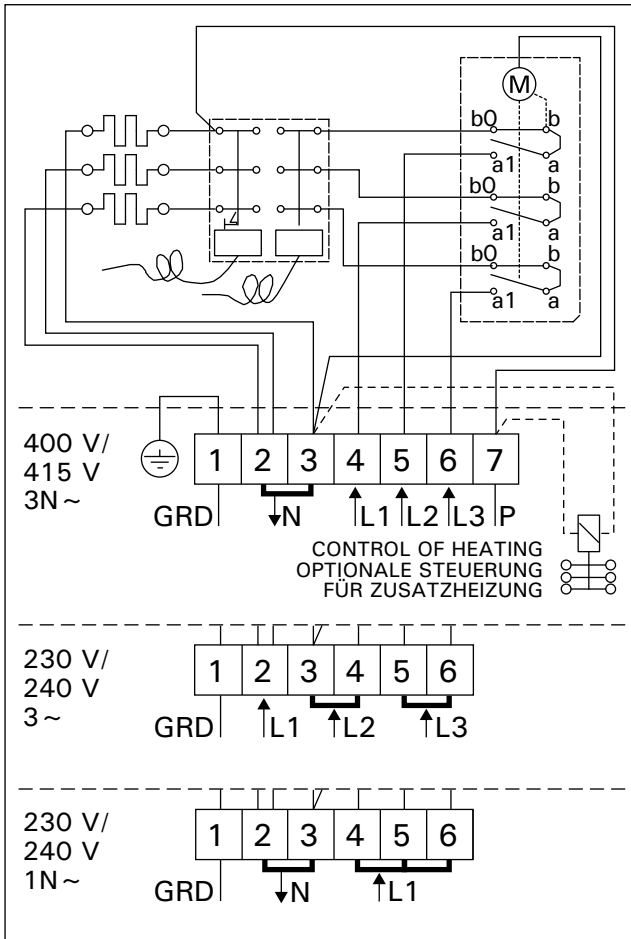 M
b0 b
a1 a
b0 b
a1 a
b0 b
a1 a
400 V/
415 V
3N~
1 2 3 4 5 6 7
GRD N L1 L2 L3 P
CONTROL OF HEATING
OPTIONALE STEUERUNG
FÜR ZUSATZHEIZUNG
230 V/
240 V
3~
1 2 3 4 5 6
GRD L1 L2 L3
230 V/
240 V
1N~
1 2 3 4 5 6
GRD N L1